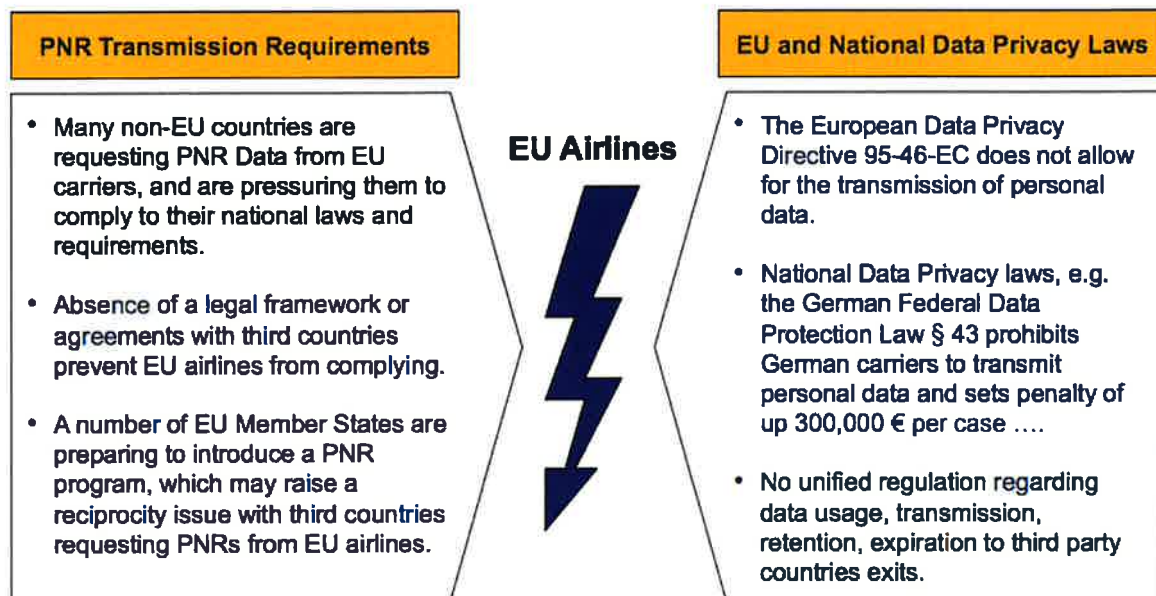 PNR Transmission Requirements
• Many non-EU countries are
requesting PNR Data from EU
carriers, and are pressuring them to
comply to their national laws and
requirements.
• Absence of a legal framework or
agreements with third countries
prevent EU airlines from complying.
• A number of EU Member States are
preparing to introduce a PNR
program, which may raise a
reciprocity issue with third countries
requesting PNRs from EU airlines.
EU Airlines
EU and National Data Privacy Laws
• The European Data Privacy
Directive 95-46-EC does not allow
for the transmission of personal
data.
• National Data Privacy laws, e.g.
the German Federal Data
Protection Law § 43 prohibits
German carriers to transmit
personal data and sets penalty of
up 300,000 € per case ....
• No unified regulation regarding
data usage, transmission,
retention, expiration to third party
countries exits.